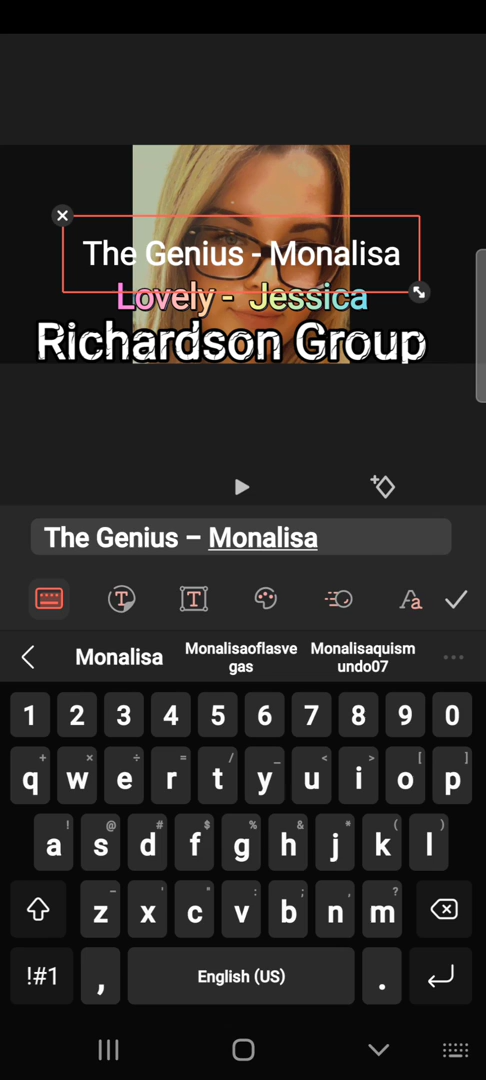 The Genius - Monalisa
Lovely - Jessica
Richardson Group
The Genius – Monalisa
Monalisa Monalisaoflasve
gas Monalisaquism
undo07
1 2 3 4 5 6 7 8 9 0
+ × ÷ = / _ < > [ ]
q w e r t y u i o p
! @ # $ % & * ( )
a s d f g h j k l
- ' " : ; , ?
z x c v b n m
!#1 , English (US) .